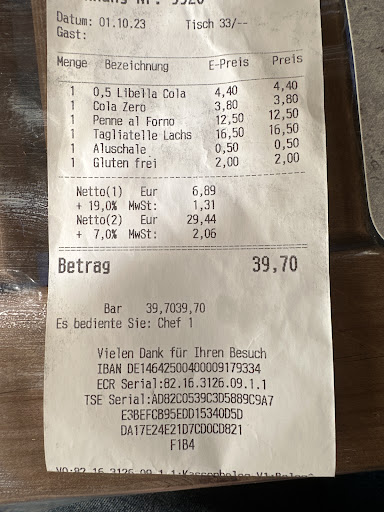 Datum: 01.10.23 Tisch 33/--
Gast:
Menge Bezeichnung E-Preis Preis
1 0,5 Libella Cola 4,40 4,40
1 Cola Zero 3,80 3,80
1 Penne al Forno 12,50 12,50
1 Tagliatelle Lachs 16,50 16,50
1 Aluschale 0,50 0,50
1 Gluten frei 2,00 2,00
Netto(1) Eur 6,89
+ 19,0% MwSt: 1,31
Netto(2) Eur 29,44
+ 7,0% MwSt: 2,06
Betrag 39,70
Bar 39,7039,70
Es bediente Sie: Chef 1
Vielen Dank für Ihren Besuch
IBAN DE14642500400009179334
ECR Serial:82.16.3126.09.1.1
TSE Serial:AD82C0539C3D5889C9A7
E3BEFCB95EDD15340D5D
DA17E24E21D7CD0CD821
F1B4